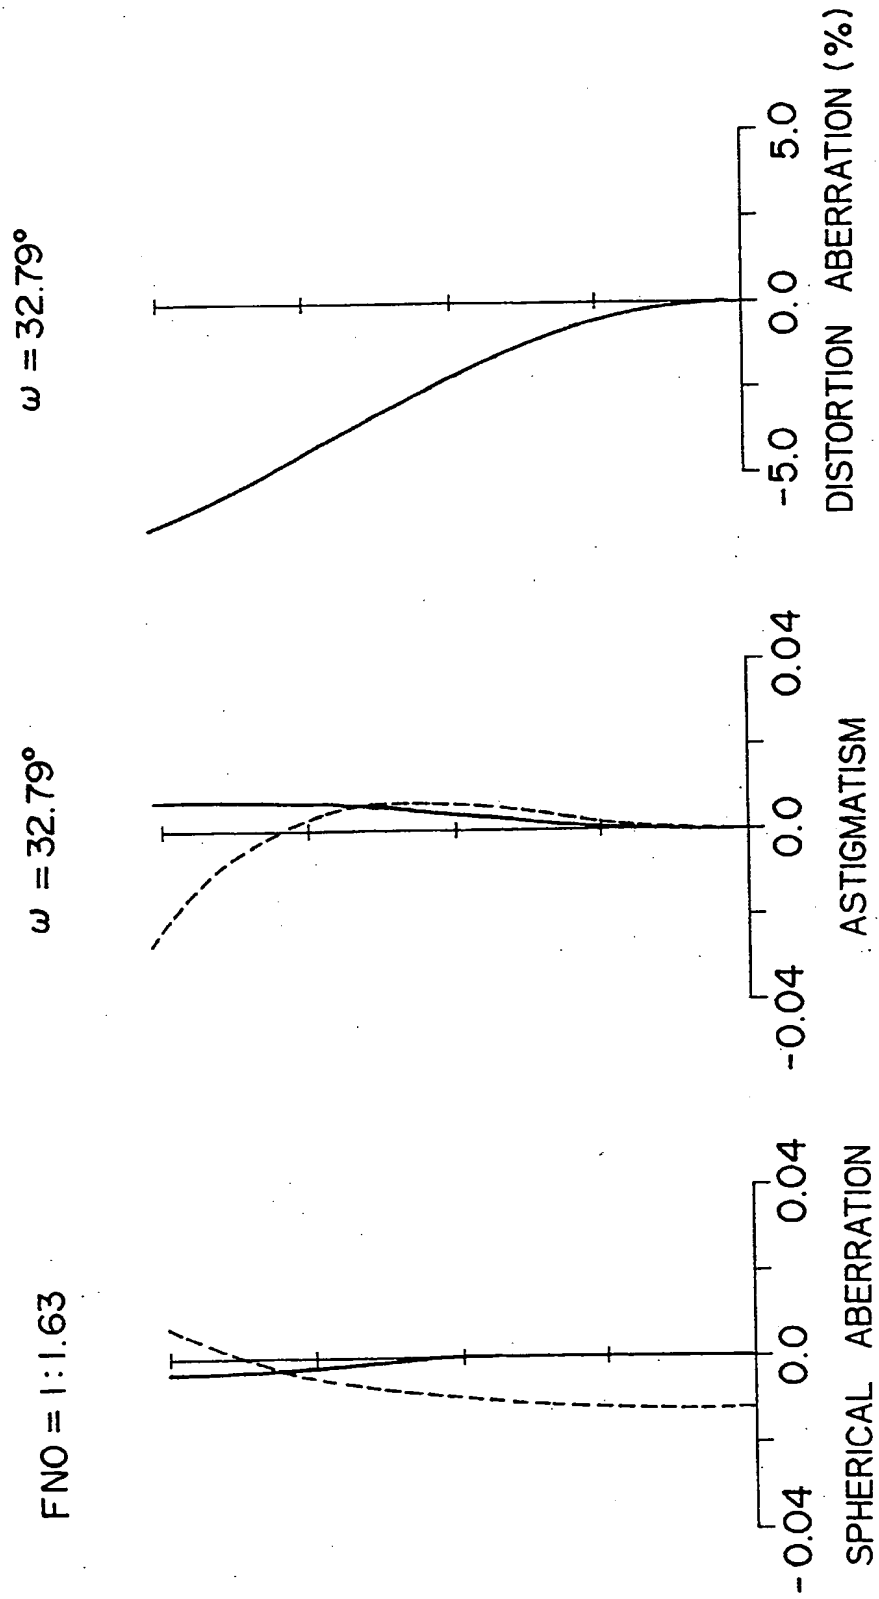 FNO = 1:1.63
-0.04 0.0 0.04
SPHERICAL ABERRATION
ω = 32.79°
-0.04 0.0 0.04
ASTIGMATISM
ω = 32.79°
-5.0 0.0 5.0
DISTORTION ABERRATION (%)